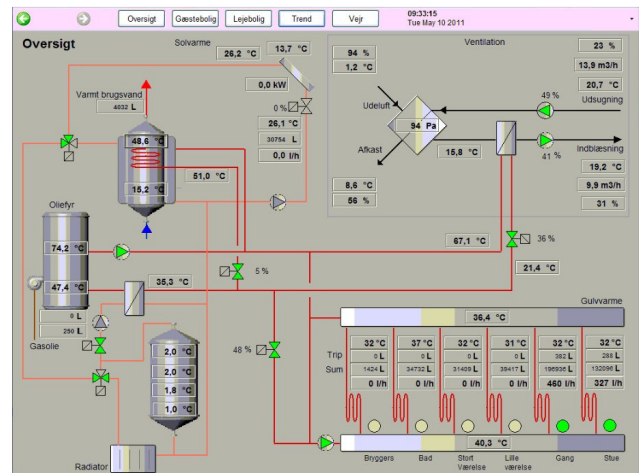 Oversigt Gæstebolig Lejebolig Trend Vejr 09:33:15
Tue May 10 2011
Oversigt
Solvarme
26,2 °C
13,7 °C
0,0 kW
Varmt brugsvand
4032 L
0 %
26,1 °C
30754 L
0,0 l/h
48,6 °C
15,2 °C
51,0 °C
Ventilation
94 %
1,2 °C
23 %
13,9 m3/h
20,7 °C
Udeluft
49 %
Udsugning
94 Pa
Afkast
15,8 °C
41 %
Indblæsning
19,2 °C
9,9 m3/h
31 %
8,6 °C
56 %
Oliefyr
74,2 °C
47,4 °C
0 L
250 L
Gasolie
35,3 °C
5 %
67,1 °C
36 %
21,4 °C
2,0 °C
2,0 °C
1,8 °C
1,0 °C
Radiator
48 %
Gulvvarme
36,4 °C
32 °C 37 °C 32 °C 31 °C 32 °C 32 °C
Trip 0 L 0 L 0 L 0 L 382 L 288 L
Sum 1424 L 34732 L 31409 L 39417 L 196936 L 132096 L
0 l/h 0 l/h 0 l/h 0 l/h 460 l/h 327 l/h
40,3 °C
Bryggers Bad Stort Værelse Lille værelse Gang Stue